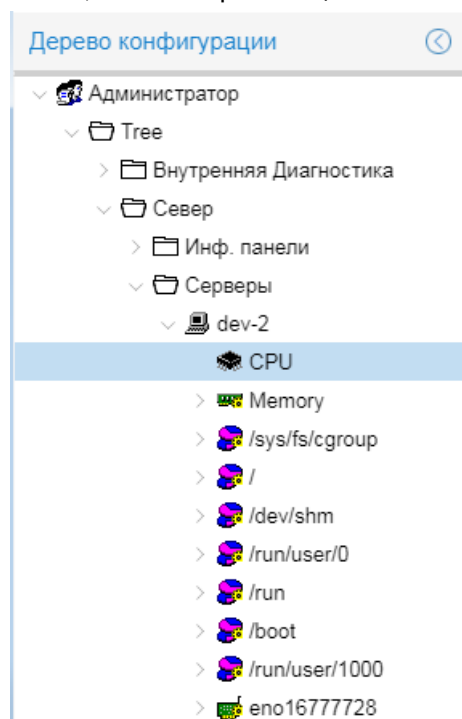 Дерево конфигурации
Администратор
Tree
Внутренняя Диагностика
Север
Инф. панели
Серверы
dev-2
CPU
Memory
/sys/fs/cgroup
/
/dev/shm
/run/user/0
/run
/boot
/run/user/1000
eno16777728